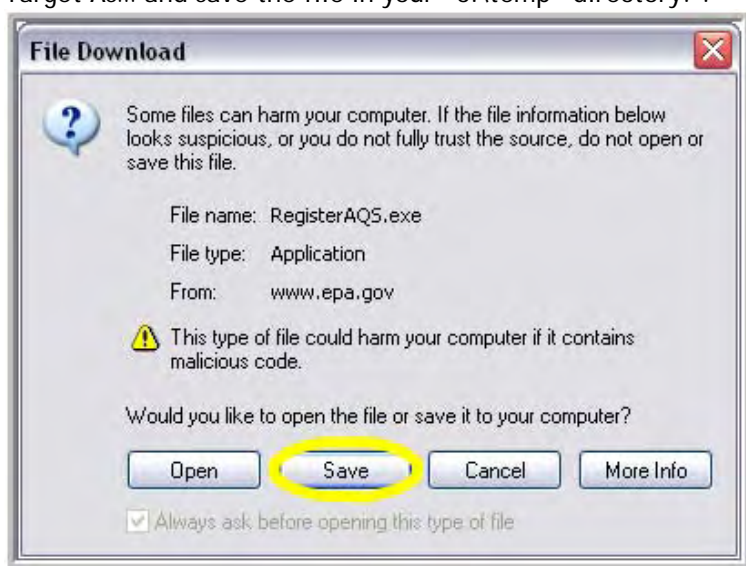 Target As... and save the file in your "c:\temp" directory.
File Download
Some files can harm your computer. If the file information below
looks suspicious, or you do not fully trust the source, do not open or
save this file.
File name: RegisterAQS.exe
File type: Application
From: www.epa.gov
This type of file could harm your computer if it contains
malicious code.
Would you like to open the file or save it to your computer?
Open Save Cancel More Info
Always ask before opening this type of file